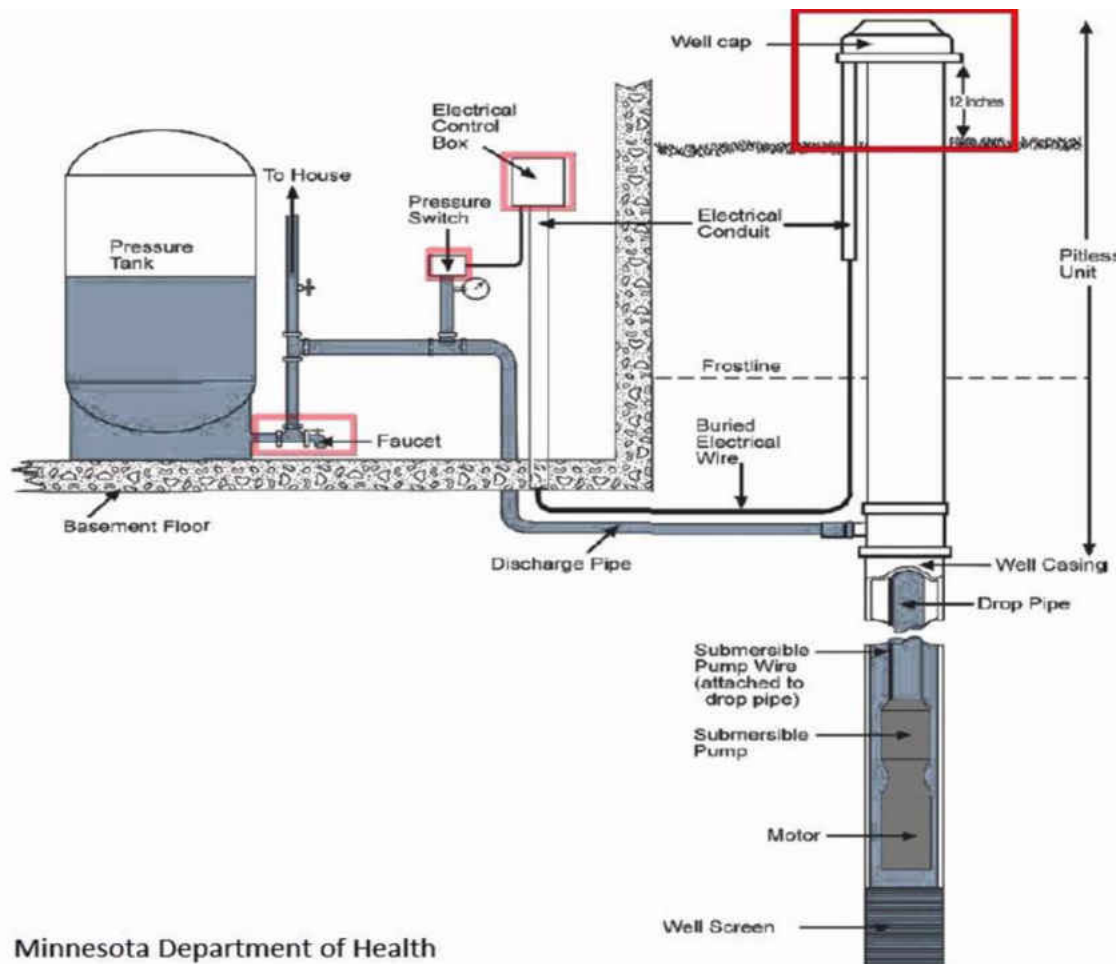 Well cap
12 Inches
Electrical
Control
Box
To House
Pressure
Switch
Electrical
Conduit
Pressure
Tank
Pitless
Unit
Frostline
Faucet
Buried
Electrical
Wire
Basement Floor
Discharge Pipe
Well Casing
Drop Pipe
Submersible
Pump Wire
(attached to
drop pipe)
Submersible
Pump
Motor
Well Screen
Minnesota Department of Health